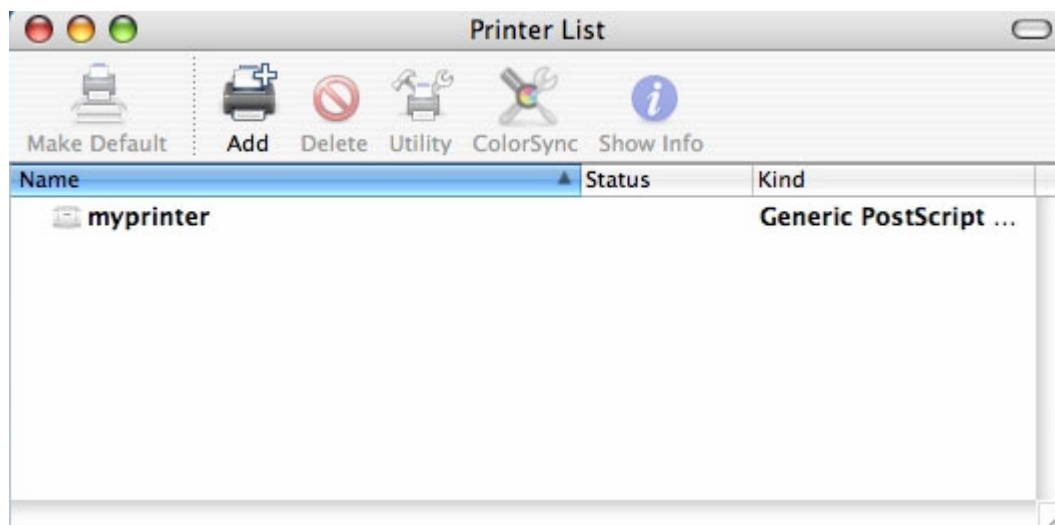 Printer List
Make Default Add Delete Utility ColorSync Show Info
Name Status Kind
myprinter Generic PostScript ...